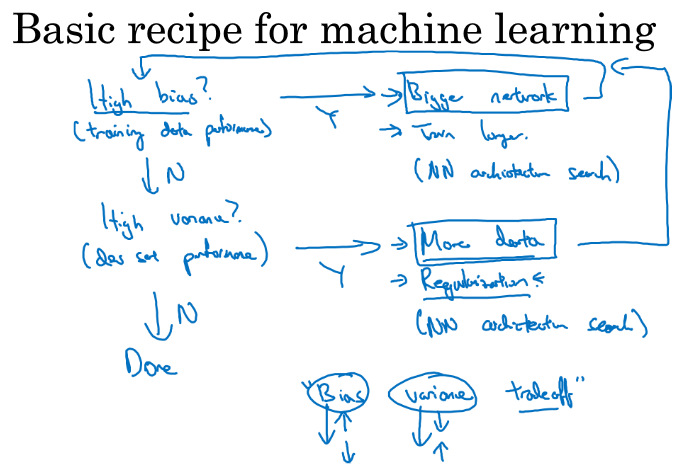 Basic recipe for machine learning
High bias? Y → Bigger network
(training data performance) → Train longer.
N (NN architecture search)
High variance? → More data
(dev set performance) Y → Regularization
N (NN architecture search)
Done
"Bias variance tradeoff"